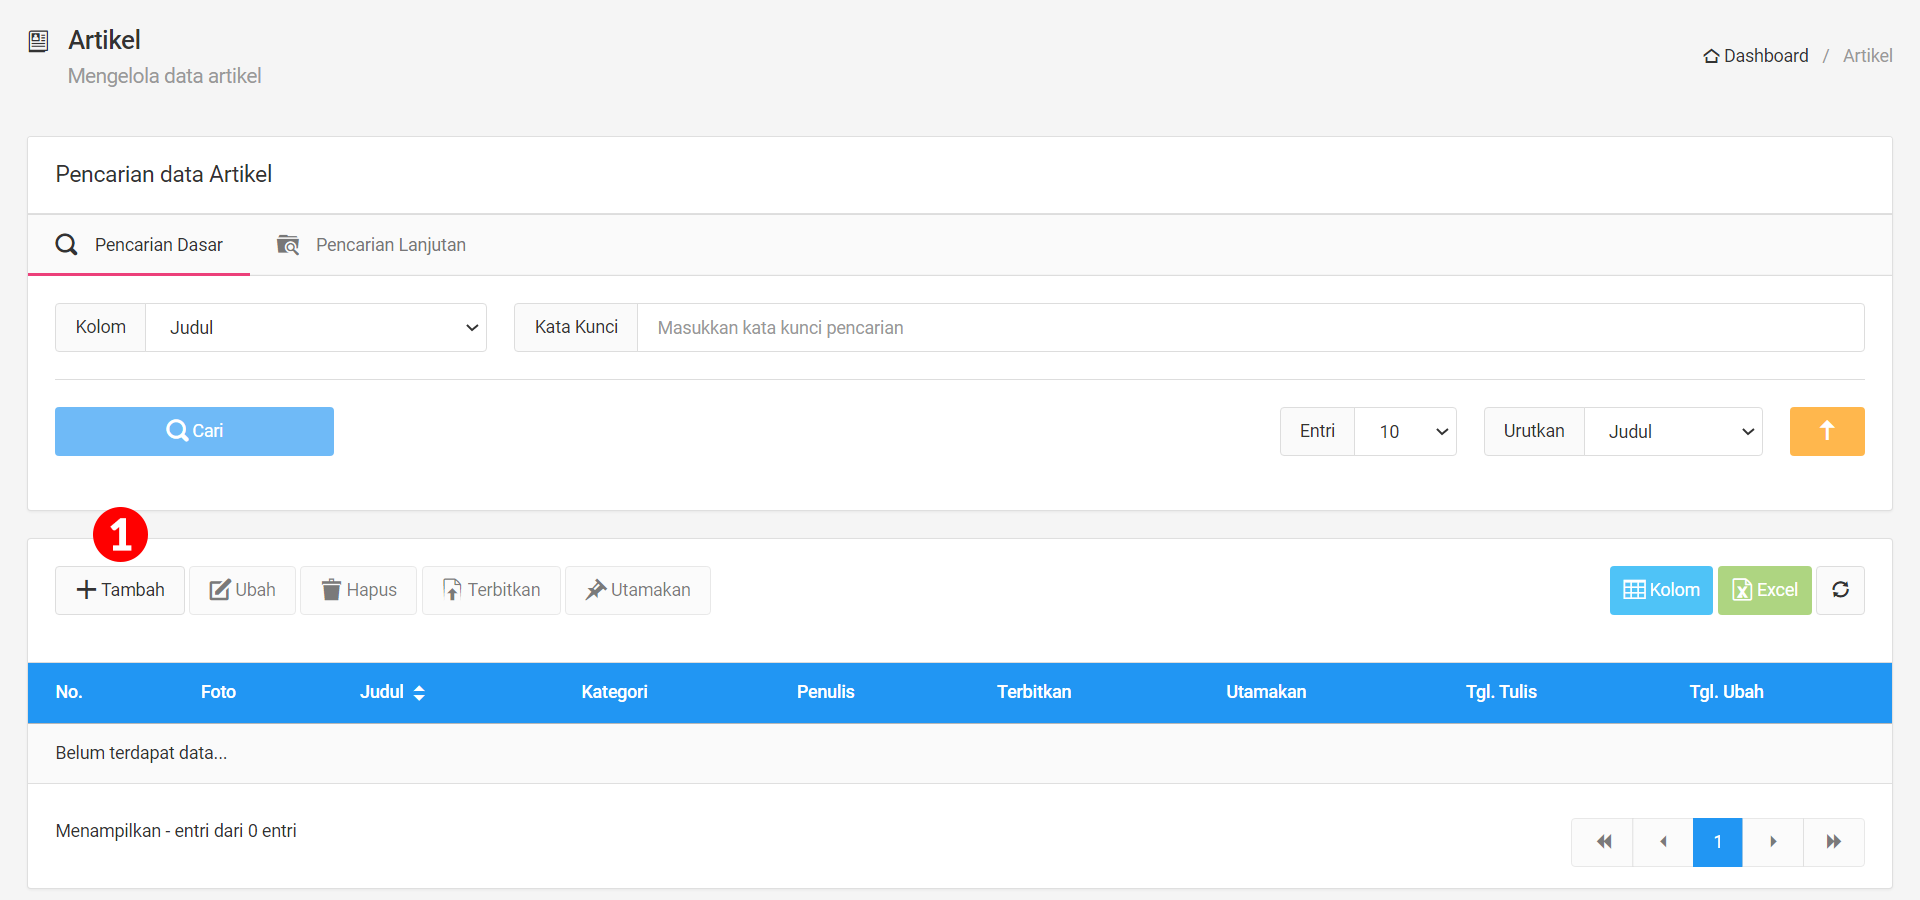 Artikel
Mengelola data artikel
Dashboard / Artikel
Pencarian data Artikel
Pencarian Dasar Pencarian Lanjutan
Kolom Judul Kata Kunci Masukkan kata kunci pencarian
Cari Entri 10 Urutkan Judul
1
Tambah Ubah Hapus Terbitkan Utamakan Kolom Excel
No. Foto Judul Kategori Penulis Terbitkan Utamakan Tgl. Tulis Tgl. Ubah
Belum terdapat data...
Menampilkan - entri dari 0 entri
1